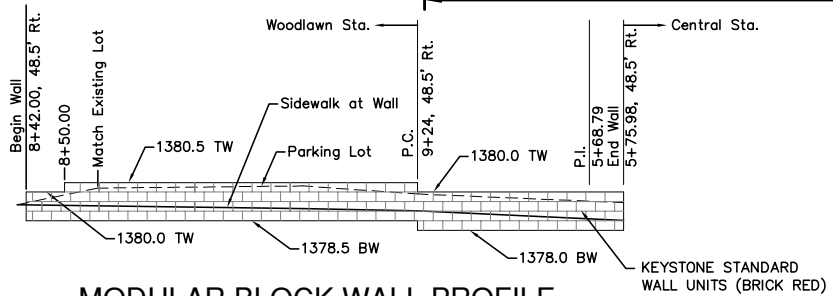 Woodlawn Sta.
Central Sta.
Begin Wall
8+42.00, 48.5' Rt.
8+50.00
Match Existing Lot
P.C.
9+24, 48.5' Rt.
P.I.
5+68.79
End Wall
5+75.98, 48.5' Rt.
Sidewalk at Wall
1380.5 TW
Parking Lot
1380.0 TW
1380.0 TW
1378.5 BW
1378.0 BW
KEYSTONE STANDARD
WALL UNITS (BRICK RED)
MODULAR BLOCK WALL PROFILE